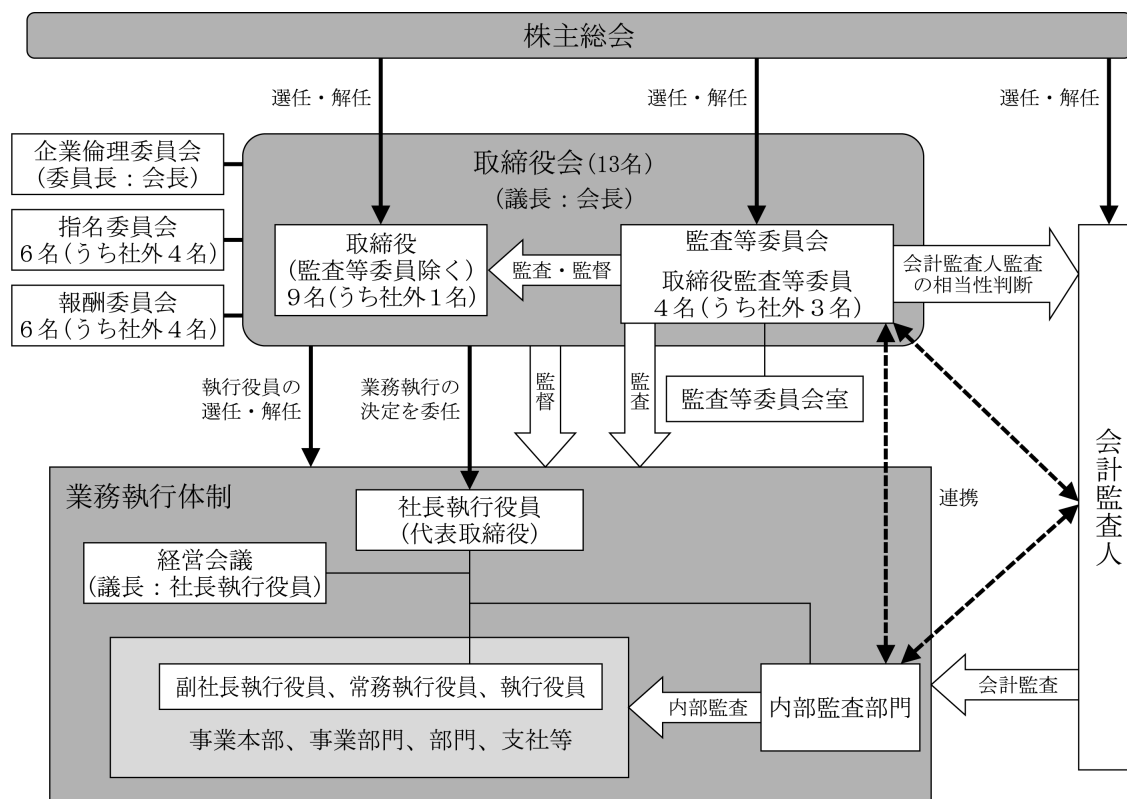 株主総会
選任・解任
選任・解任
選任・解任
企業倫理委員会
(委員長：会長)
指名委員会
６名(うち社外４名)
報酬委員会
６名(うち社外４名)
取締役会(13名)
(議長：会長)
取締役
(監査等委員除く)
９名(うち社外１名)
監査・監督
監査等委員会
取締役監査等委員
４名(うち社外３名)
会計監査人監査
の相当性判断
執行役員の
選任・解任
業務執行の
決定を委任
監督
監査
監査等委員会室
会計監査人
連携
業務執行体制
社長執行役員
(代表取締役)
経営会議
(議長：社長執行役員)
副社長執行役員、常務執行役員、執行役員
事業本部、事業部門、部門、支社等
内部監査
内部監査部門
会計監査